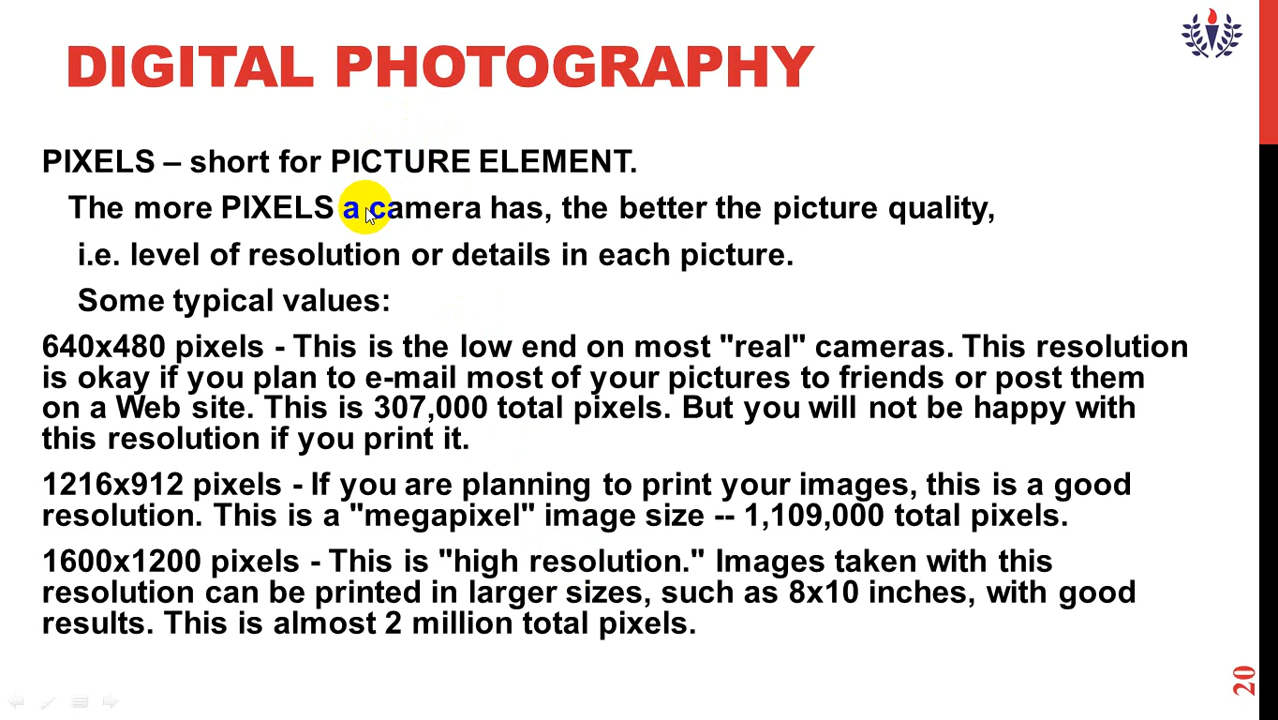 DIGITAL PHOTOGRAPHY
PIXELS – short for PICTURE ELEMENT.
The more PIXELS a camera has, the better the picture quality,
i.e. level of resolution or details in each picture.
Some typical values:
640x480 pixels - This is the low end on most "real" cameras. This resolution
is okay if you plan to e-mail most of your pictures to friends or post them
on a Web site. This is 307,000 total pixels. But you will not be happy with
this resolution if you print it.
1216x912 pixels - If you are planning to print your images, this is a good
resolution. This is a "megapixel" image size -- 1,109,000 total pixels.
1600x1200 pixels - This is "high resolution." Images taken with this
resolution can be printed in larger sizes, such as 8x10 inches, with good
results. This is almost 2 million total pixels.
20